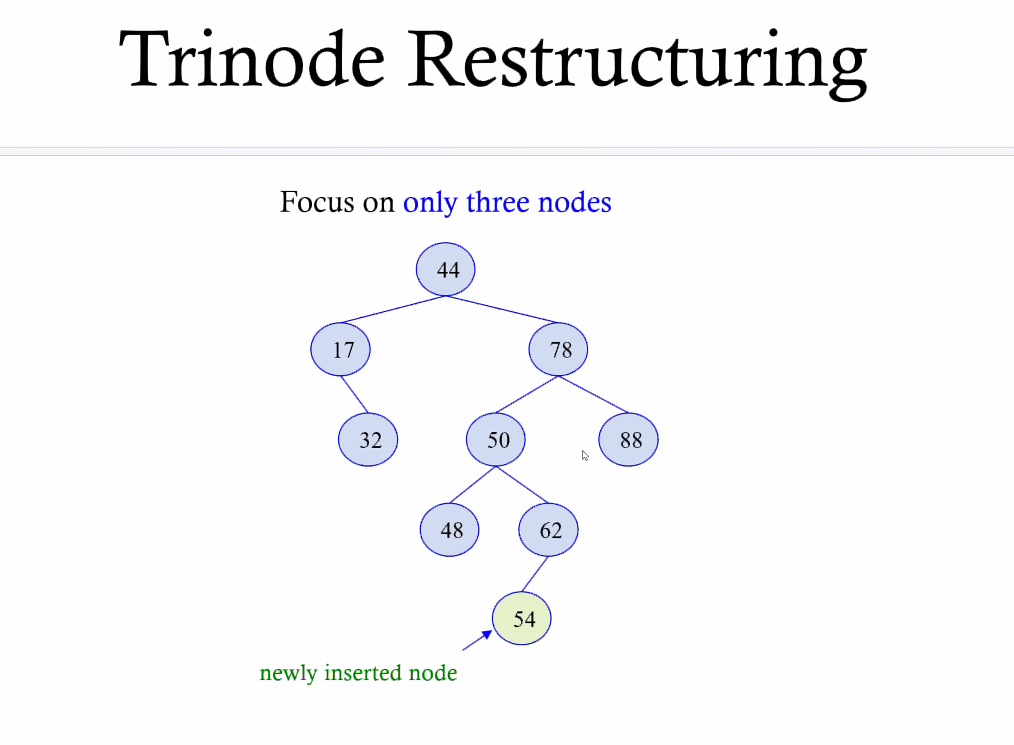 Trinode Restructuring
Focus on only three nodes
44
17 78
32 50 88
48 62
54
newly inserted node